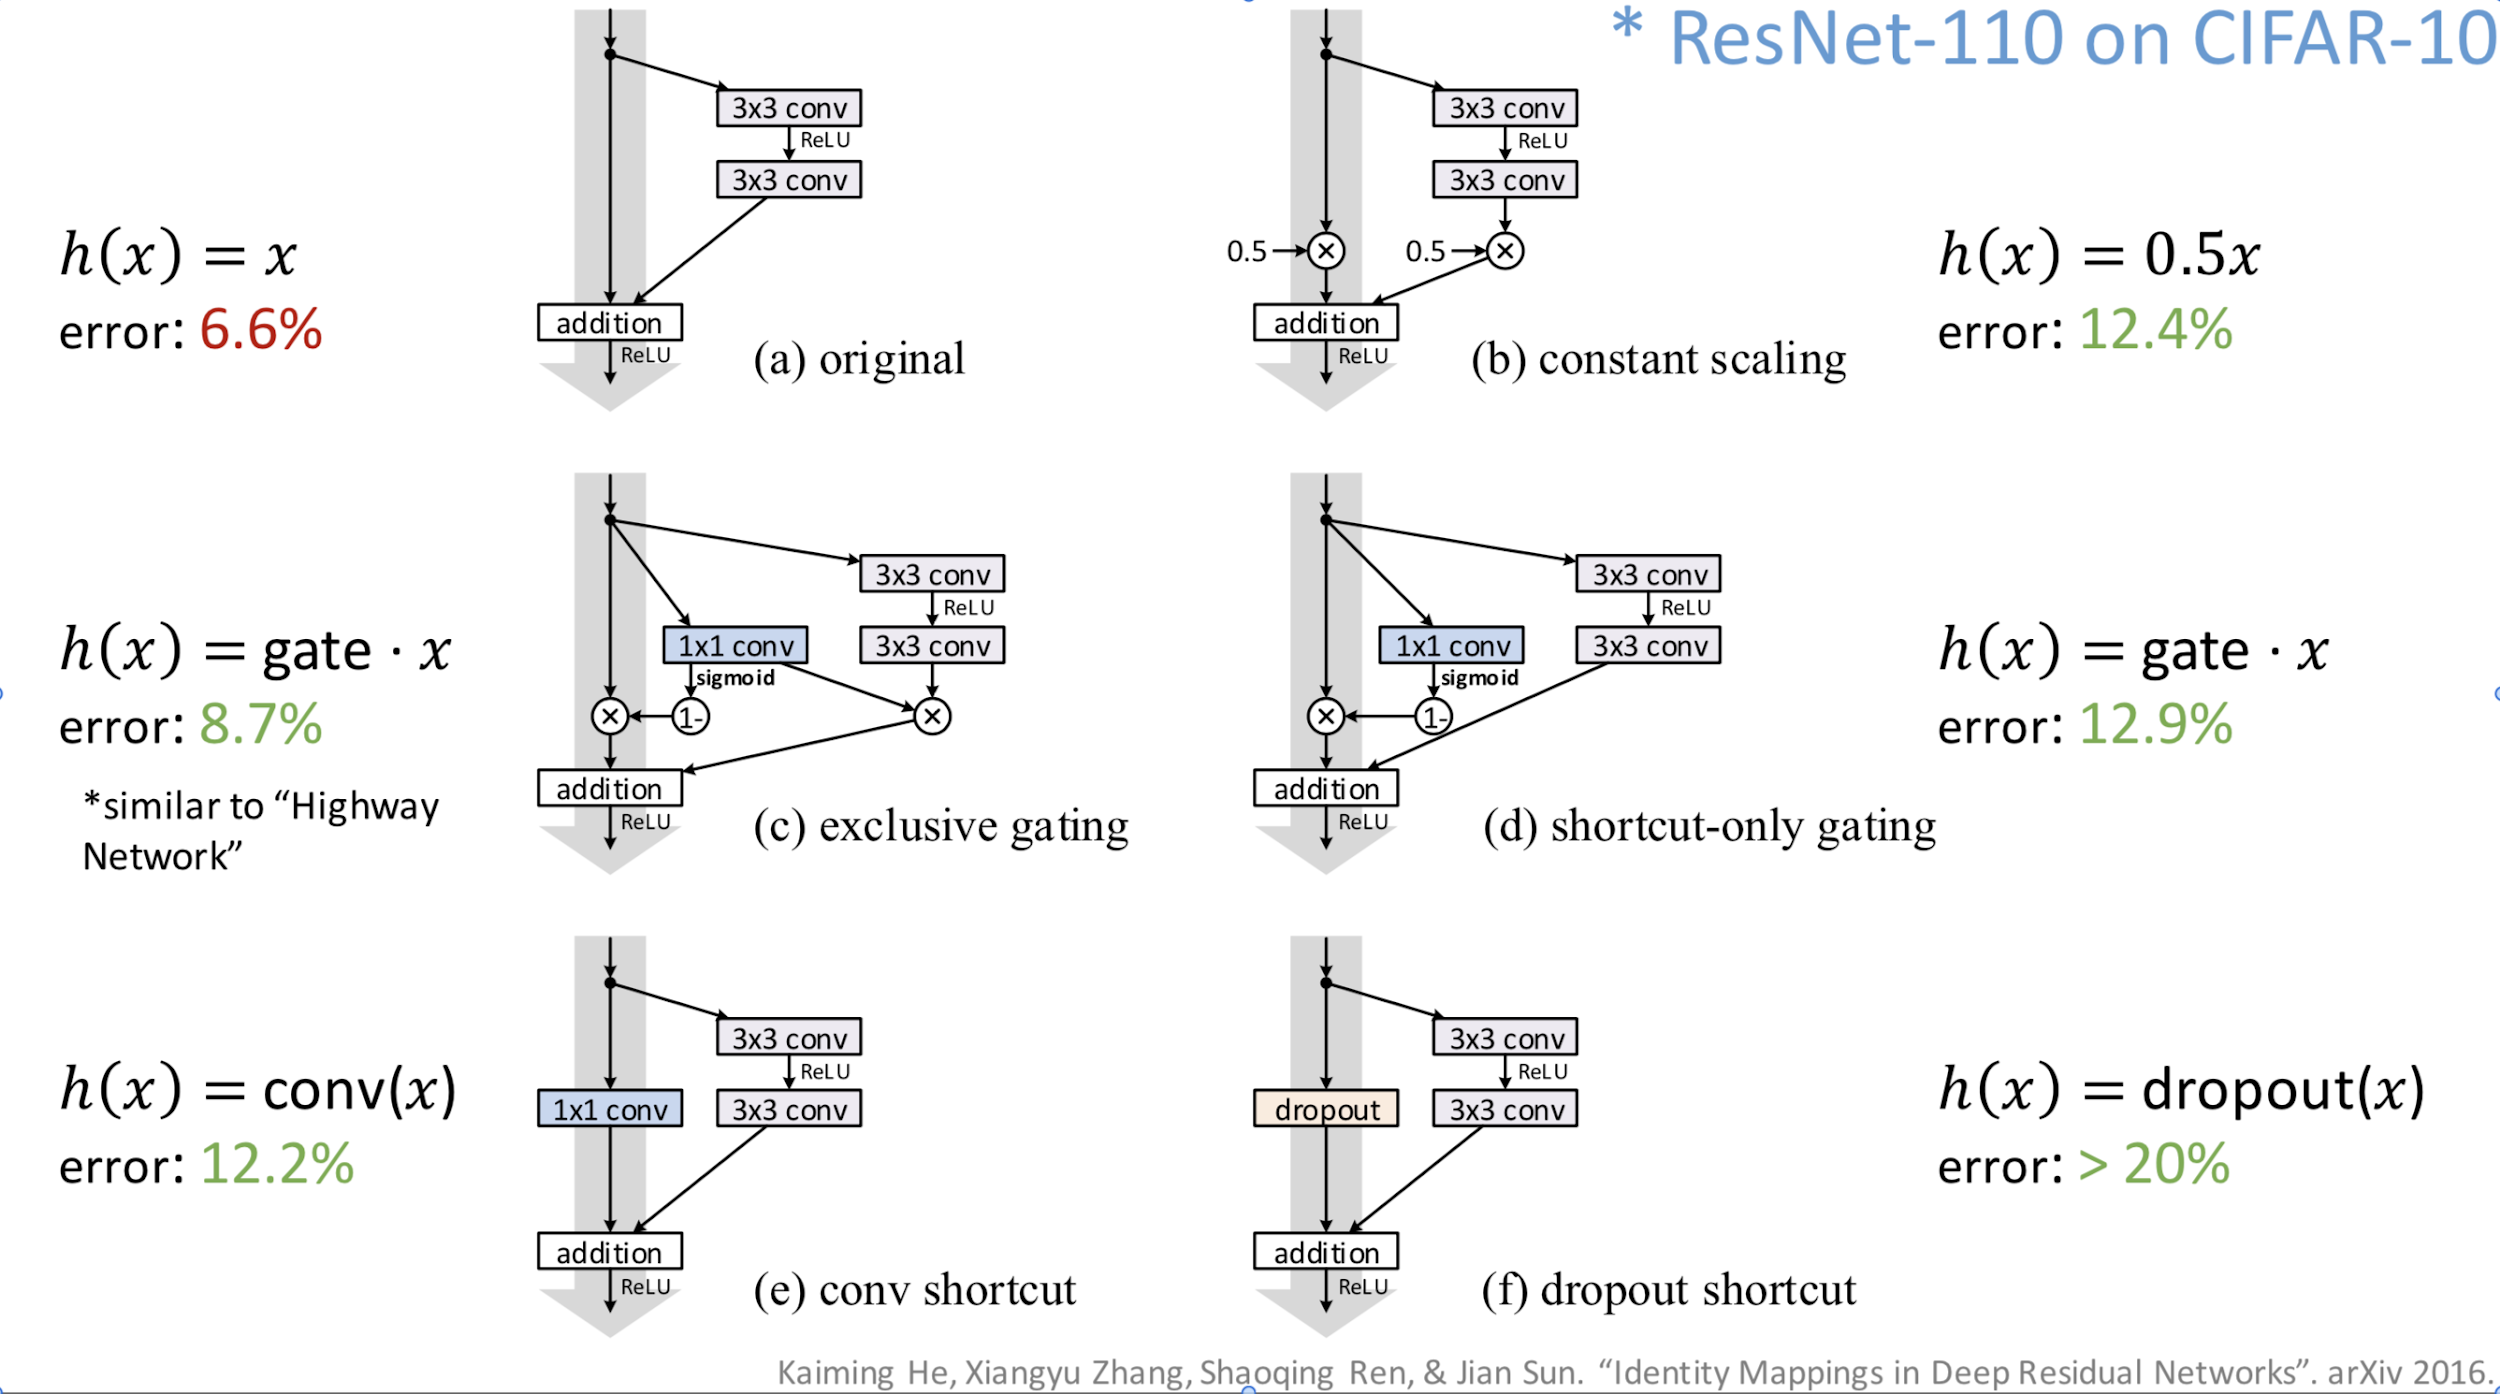 * ResNet-110 on CIFAR-10
3x3 conv
ReLU
3x3 conv
h(x) = x
error: 6.6%
addition
ReLU
(a) original
3x3 conv
ReLU
3x3 conv
0.5
×
0.5
×
addition
ReLU
(b) constant scaling
h(x) = 0.5x
error: 12.4%
3x3 conv
ReLU
1x1 conv
3x3 conv
sigmoid
×
1-
×
h(x) = gate · x
error: 8.7%
*similar to “Highway
Network”
addition
ReLU
(c) exclusive gating
3x3 conv
ReLU
1x1 conv
3x3 conv
sigmoid
×
1-
addition
ReLU
(d) shortcut-only gating
h(x) = gate · x
error: 12.9%
3x3 conv
ReLU
1x1 conv
3x3 conv
h(x) = conv(x)
error: 12.2%
addition
ReLU
(e) conv shortcut
3x3 conv
ReLU
dropout
3x3 conv
addition
ReLU
(f) dropout shortcut
h(x) = dropout(x)
error: > 20%
Kaiming He, Xiangyu Zhang, Shaoqing Ren, & Jian Sun. “Identity Mappings in Deep Residual Networks”. arXiv 2016.